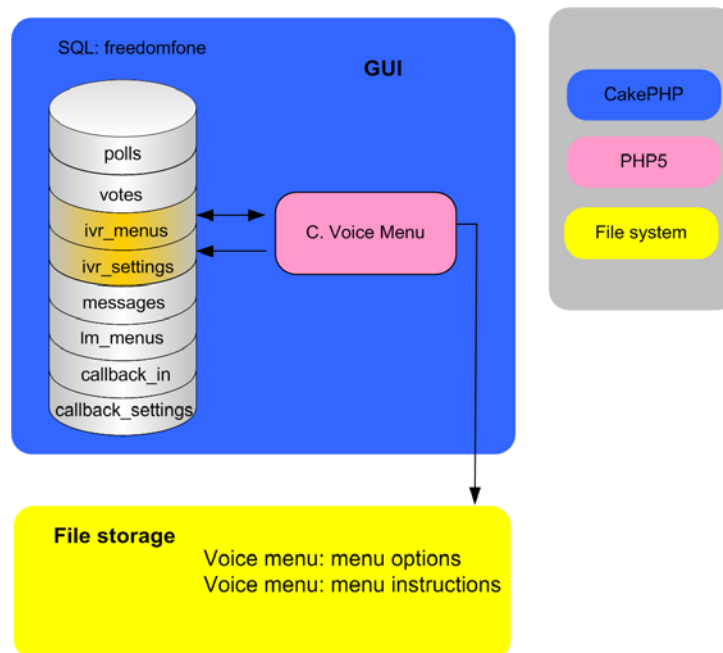 SQL: freedomfone
GUI
polls
votes
ivr_menus
ivr_settings
messages
lm_menus
callback_in
callback_settings
C. Voice Menu
CakePHP
PHP5
File system
File storage
Voice menu: menu options
Voice menu: menu instructions